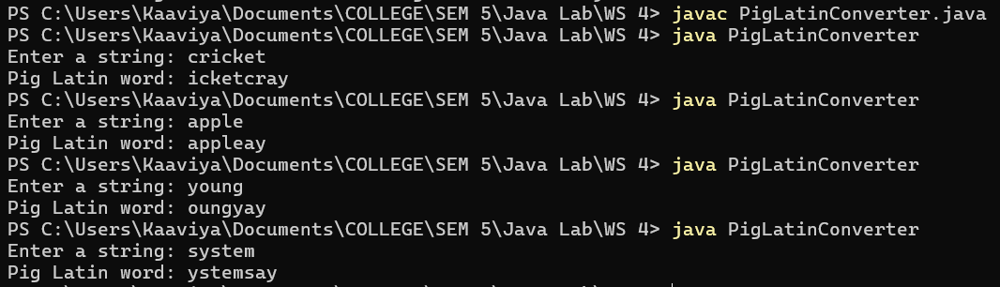 PS C:\Users\Kaaviya\Documents\COLLEGE\SEM 5\Java Lab\WS 4> javac PigLatinConverter.java
PS C:\Users\Kaaviya\Documents\COLLEGE\SEM 5\Java Lab\WS 4> java PigLatinConverter
Enter a string: cricket
Pig Latin word: icketcray
PS C:\Users\Kaaviya\Documents\COLLEGE\SEM 5\Java Lab\WS 4> java PigLatinConverter
Enter a string: apple
Pig Latin word: appleay
PS C:\Users\Kaaviya\Documents\COLLEGE\SEM 5\Java Lab\WS 4> java PigLatinConverter
Enter a string: young
Pig Latin word: oungyay
PS C:\Users\Kaaviya\Documents\COLLEGE\SEM 5\Java Lab\WS 4> java PigLatinConverter
Enter a string: system
Pig Latin word: ystemsay